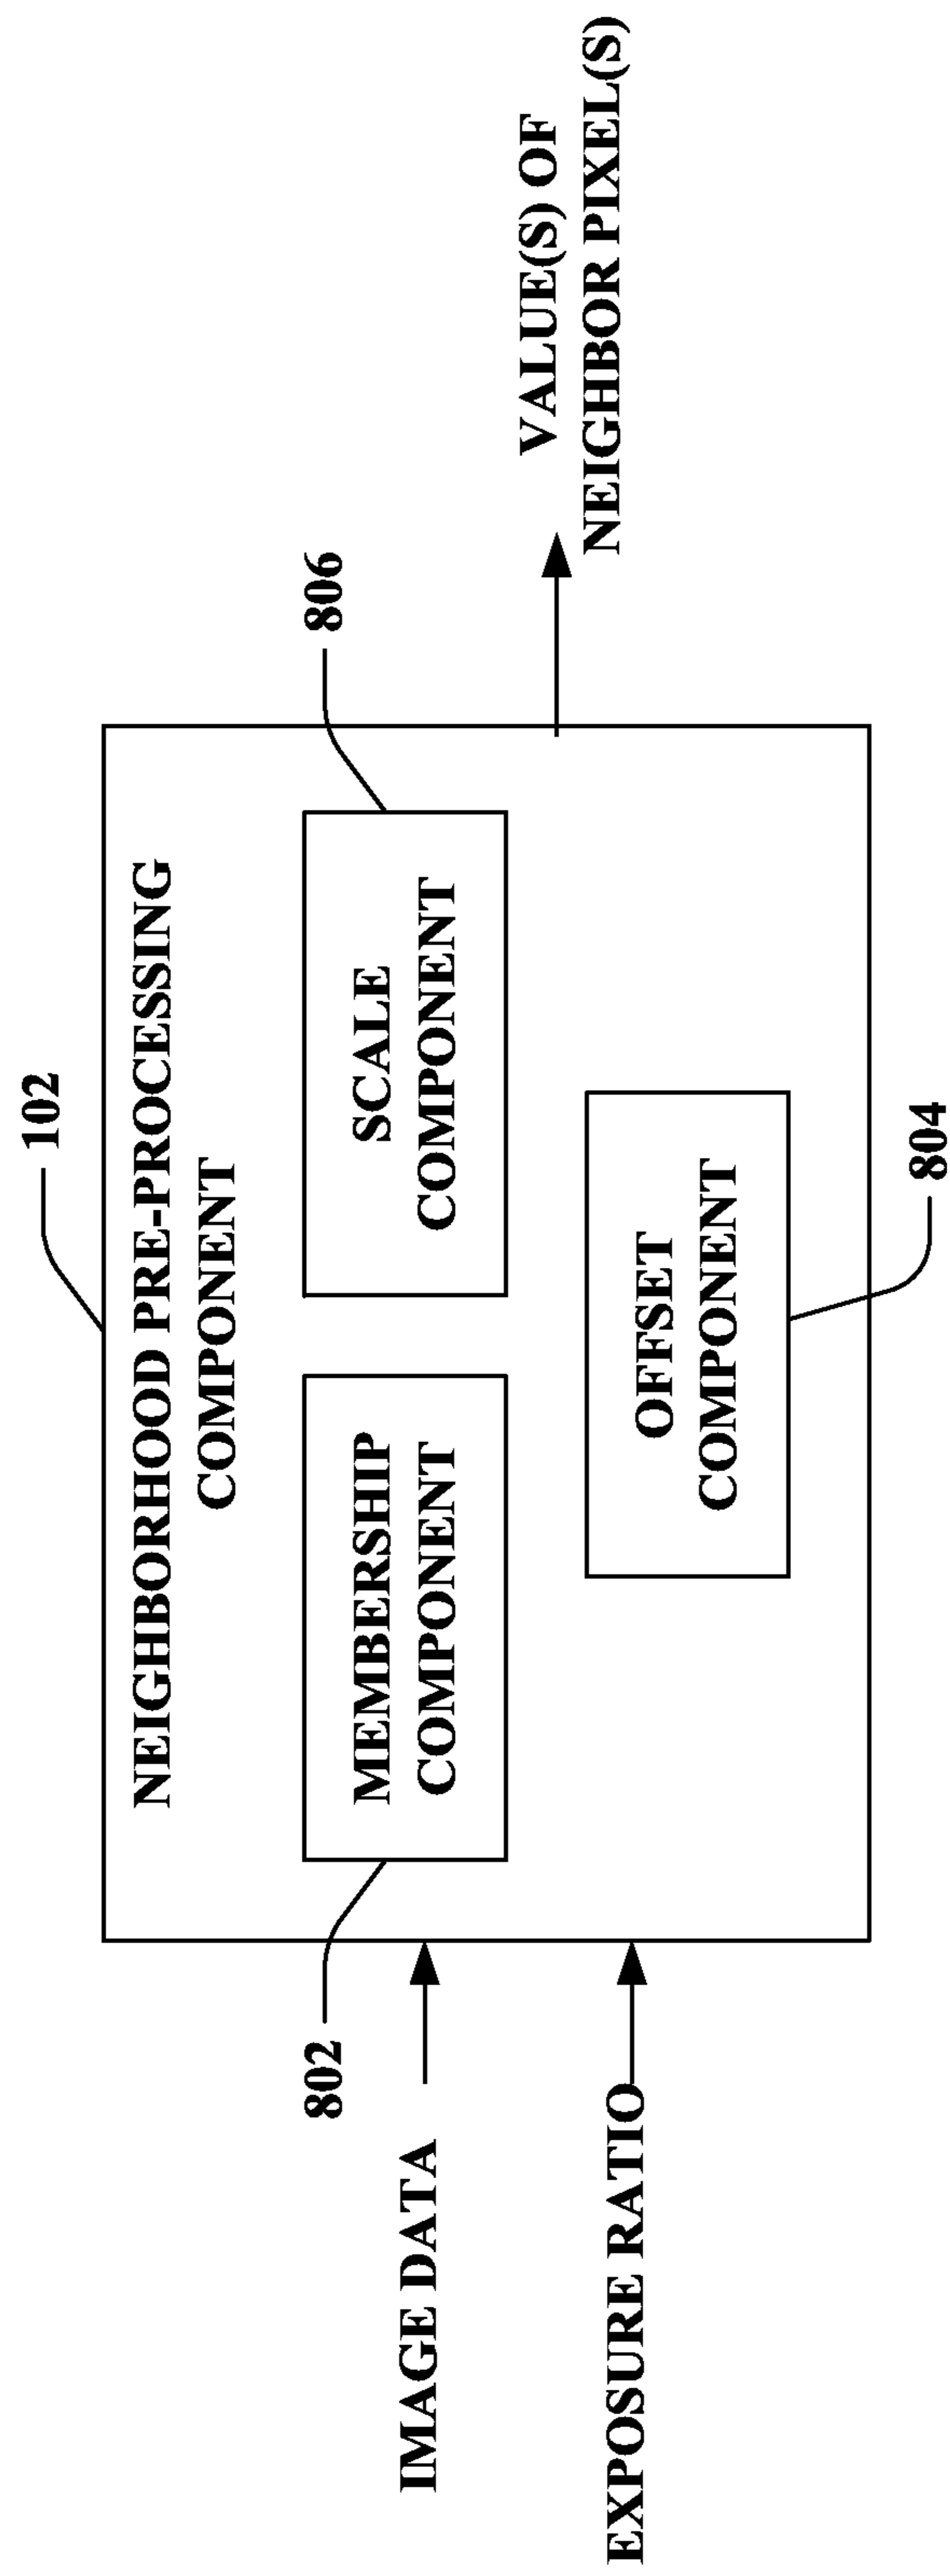 102
NEIGHBORHOOD PRE-PROCESSING
COMPONENT
802
806
MEMBERSHIP
COMPONENT
SCALE
COMPONENT
IMAGE DATA
EXPOSURE RATIO
VALUE(S) OF
NEIGHBOR PIXEL(S)
OFFSET
COMPONENT
804